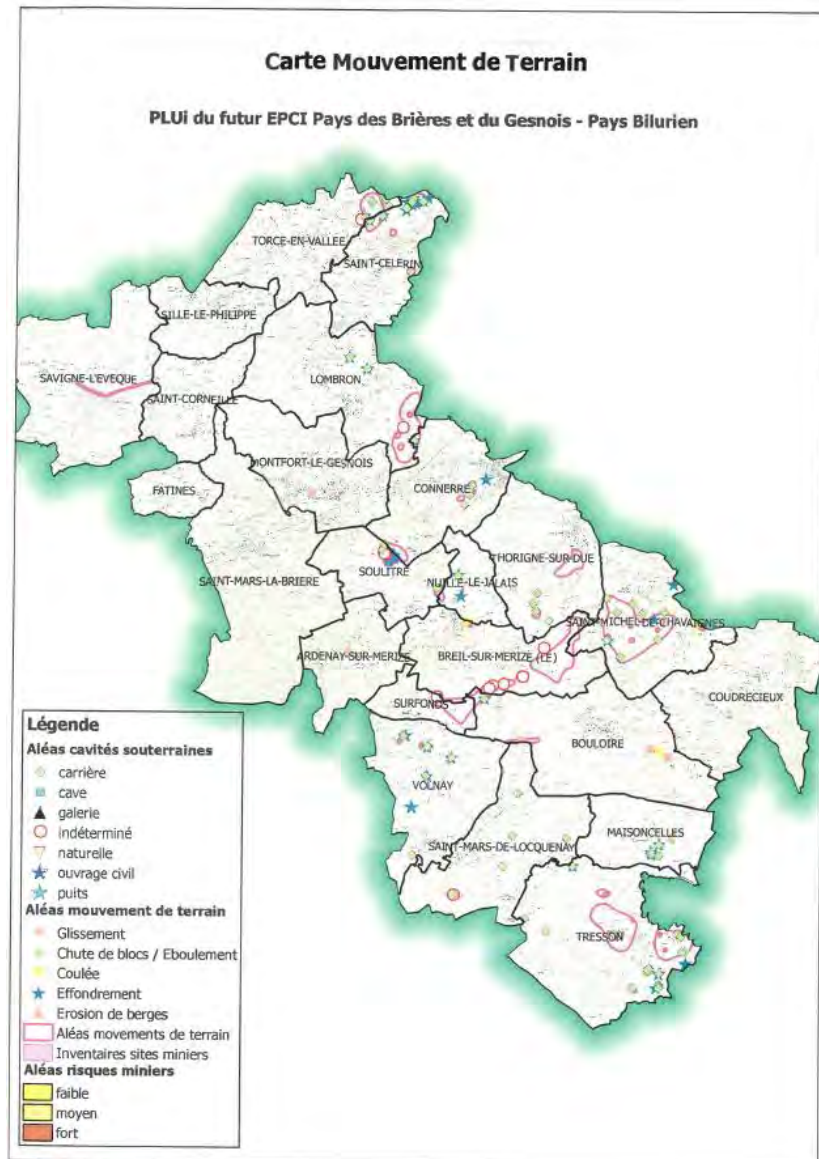 Carte Mouvement de Terrain
PLUi du futur EPCI Pays des Brières et du Gesnois - Pays Bilurien
TORCE-EN-VALLEE
SAINT-CELERIN
SILLE-LE-PHILIPPE
SAVIGNE-L'EVEQUE
LOMBRON
SAINT-CORNEILLE
MONTFORT-LE-GESNOIS
FATINES
CONNERRE
SAINT-MARS-LA-BRIERE
SOULITRE
THORIGNE-SUR-DUE
NUILLE-LE-JALAIS
SAINT-MICHEL-DE-CHAVAIGNES
ARDENAY-SUR-MERIZE
BREIL-SUR-MERIZE (LE)
COUDRECIEUX
SURFONDS
BOULOIRE
VOLNAY
SAINT-MARS-DE-LOCQUENAY
MAISONCELLES
TRESSON
Légende
Aléas cavités souterraines
carrière
cave
galerie
indéterminé
naturelle
ouvrage civil
puits
Aléas mouvement de terrain
Glissement
Chute de blocs / Eboulement
Coulée
Effondrement
Erosion de berges
Aléas movements de terrain
Inventaires sites miniers
Aléas risques miniers
faible
moyen
fort